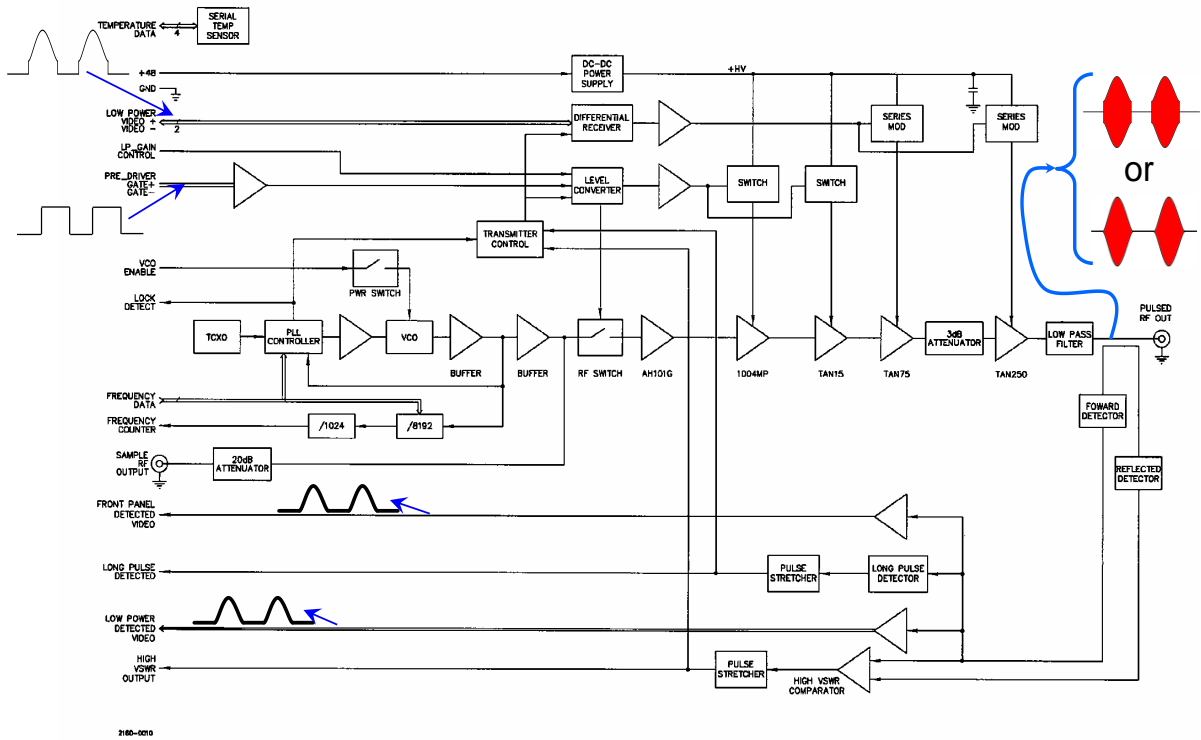 TEMPERATURE
DATA
4
SERIAL
TEMP
SENSOR
+48
GND
DC-DC
POWER
SUPPLY
+HV
LOW POWER
VIDEO +
VIDEO -
2
DIFFERENTIAL
RECEIVER
SERIES
MOD
SERIES
MOD
LP_GAIN
CONTROL
PRE_DRIVER
GATE+
GATE-
LEVEL
CONVERTER
SWITCH
SWITCH
or
TRANSMITTER
CONTROL
VCO
ENABLE
PWR SWITCH
LOCK
DETECT
TCXO
PLL
CONTROLLER
VCO
BUFFER
BUFFER
RF SWITCH
AH101G
1004MP
TAN15
TAN75
3dB
ATTENUATOR
TAN250
LOW PASS
FILTER
PULSED
RF OUT
FREQUENCY
DATA
FREQUENCY
COUNTER
/1024
/8192
FOWARD
DETECTOR
SAMPLE
RF
OUTPUT
20dB
ATTENUATOR
REFLECTED
DETECTOR
FRONT PANEL
DETECTED
VIDEO
LONG PULSE
DETECTED
PULSE
STRETCHER
LONG PULSE
DETECTOR
LOW POWER
DETECTED
VIDEO
HIGH
VSWR
OUTPUT
PULSE
STRETCHER
HIGH VSWR
COMPARATOR
2160-0010